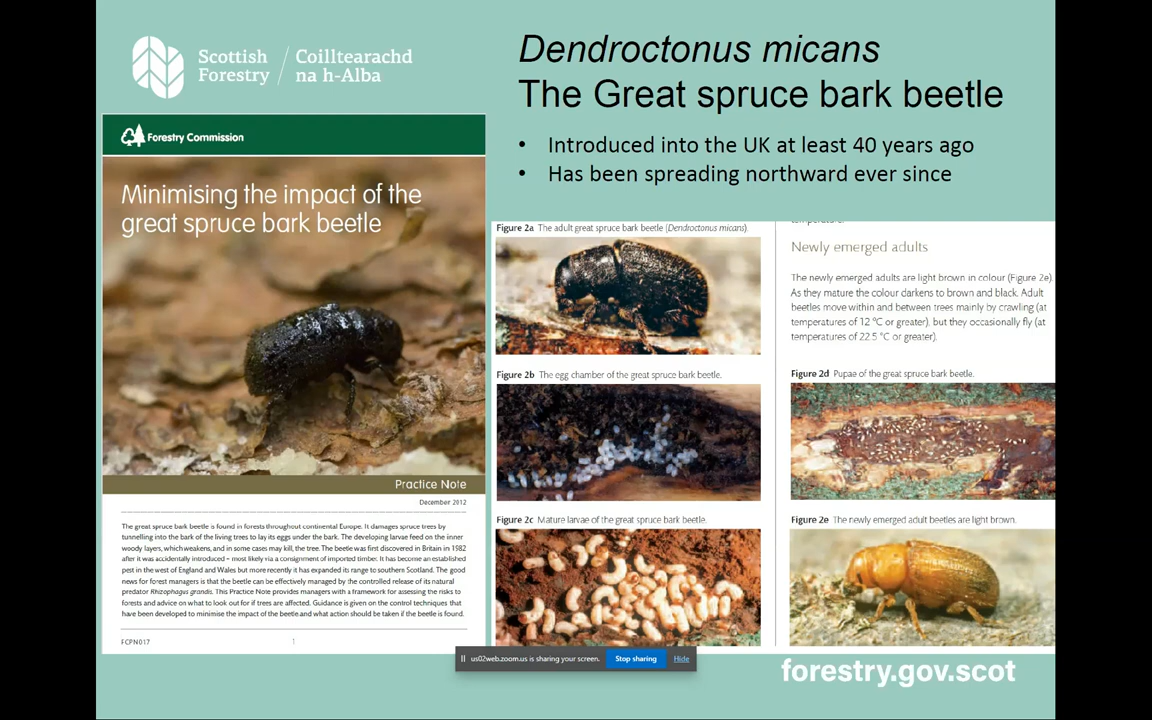 Scottish
Forestry
Coilltearachd
na h-Alba
Dendroctonus micans
The Great spruce bark beetle
• Introduced into the UK at least 40 years ago
• Has been spreading northward ever since
Forestry Commission
Minimising the impact of the
great spruce bark beetle
Practice Note
December 2012
The great spruce bark beetle is found in forests throughout continental Europe. It damages spruce trees by
tunnelling into the bark of the living trees to lay its eggs under the bark. The developing larvae feed on the inner
woody layers, which weakens, and in some cases may kill, the tree. The beetle was first discovered in Britain in 1982
after it was accidentally introduced – most likely via a consignment of imported timber. It has become an established
pest in the west of England and Wales but more recently it has expanded its range to southern Scotland. The good
news for forest managers is that the beetle can be effectively managed by the controlled release of its natural
predator Rhizophagus grandis. This Practice Note provides managers with a framework for assessing the risks to
forests and advice on what to look out for if trees are affected. Guidance is given on the control techniques that
have been developed to minimise the impact of the beetle and what action should be taken if the beetle is found.
FCPN017
1
Figure 2a The adult great spruce bark beetle (Dendroctonus micans).
Figure 2b The egg chamber of the great spruce bark beetle.
Figure 2c Mature larvae of the great spruce bark beetle.
temperature.
Newly emerged adults
The newly emerged adults are light brown in colour (Figure 2e).
As they mature the colour darkens to brown and black. Adult
beetles move within and between trees mainly by crawling (at
temperatures of 12 °C or greater), but they occasionally fly (at
temperatures of 22.5 °C or greater).
Figure 2d Pupae of the great spruce bark beetle.
Figure 2e The newly emerged adult beetles are light brown.
us02web.zoom.us is sharing your screen.
Stop sharing
Hide
forestry.gov.scot